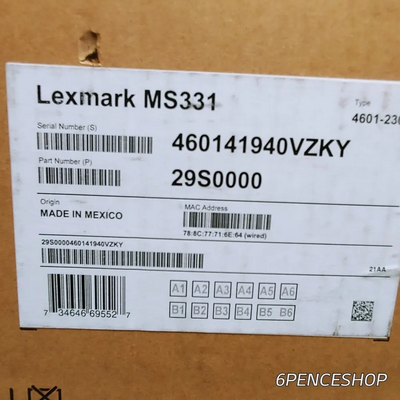 Lexmark MS331
Type
4601-230
Serial Number (S)
460141940VZKY
Part Number (P)
29S0000
Origin
MADE IN MEXICO
MAC Address
78:8C:77:71:6E:64 (wired)
29S0000460141940VZKY
21AA
A1 A2 A3 A4 A5 A6
B1 B2 B3 B4 B5 B6
7 34646 69552 7
6PENCESHOP